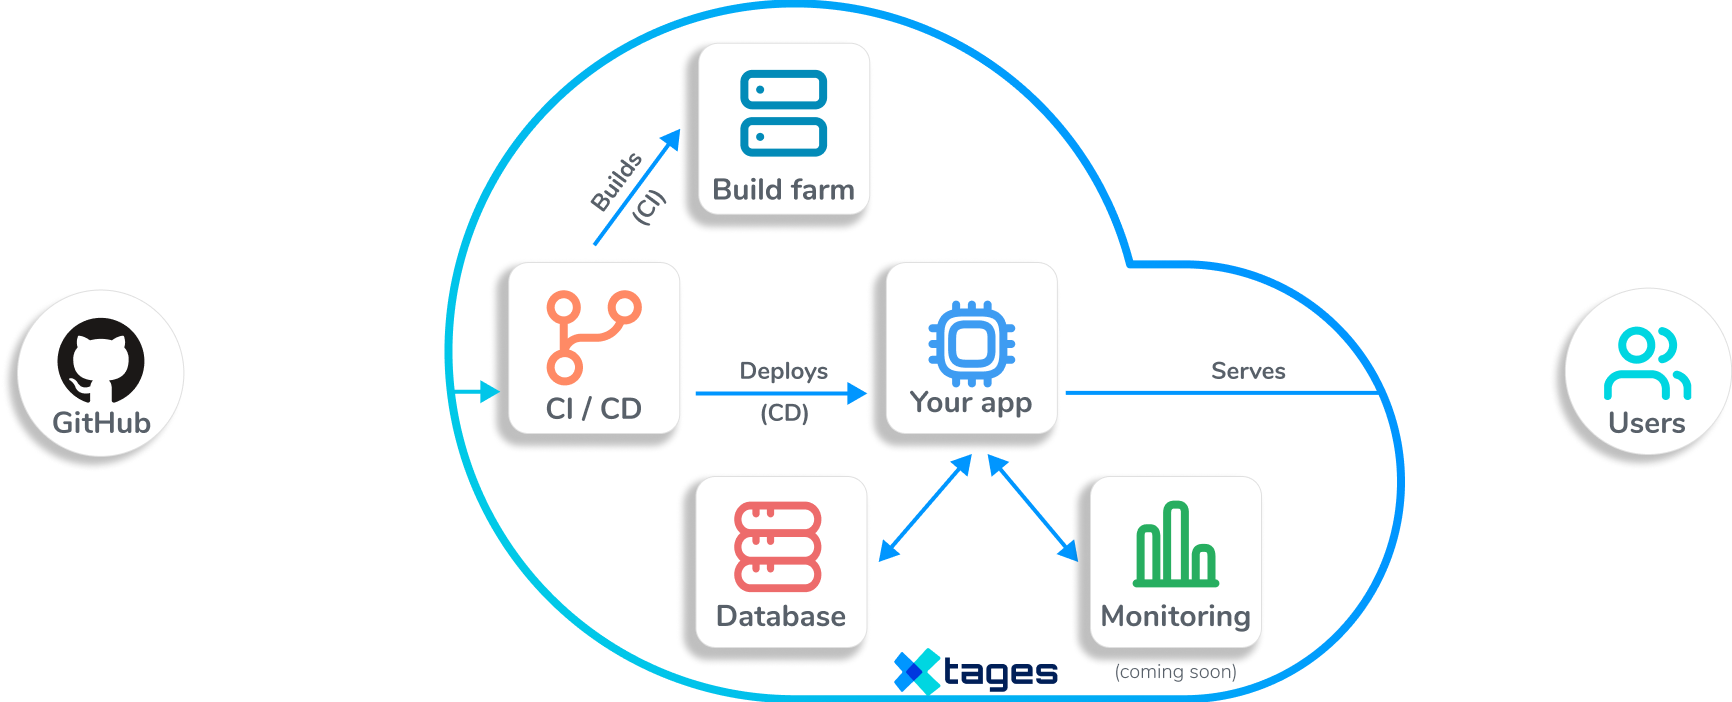 Build farm
Builds
(CI)
GitHub
CI / CD
Deploys
(CD)
Your app
Serves
Users
Database
Monitoring
(coming soon)
tages